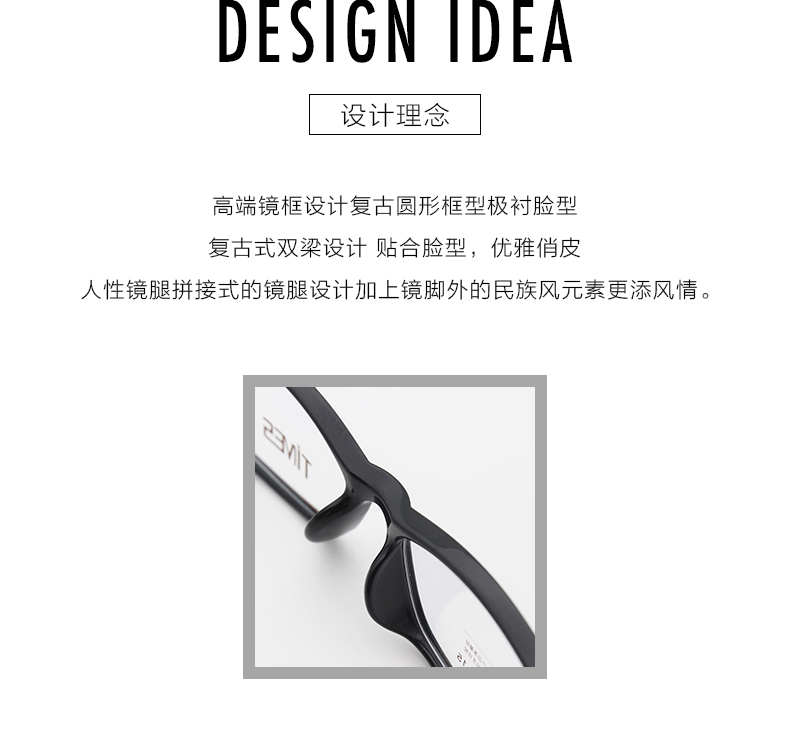 DESIGN IDEA
设计理念
高端镜框设计复古圆形框型极衬脸型
复古式双梁设计 贴合脸型，优雅俏皮
人性镜腿拼接式的镜腿设计加上镜脚外的民族风元素更添风情。
TiMES